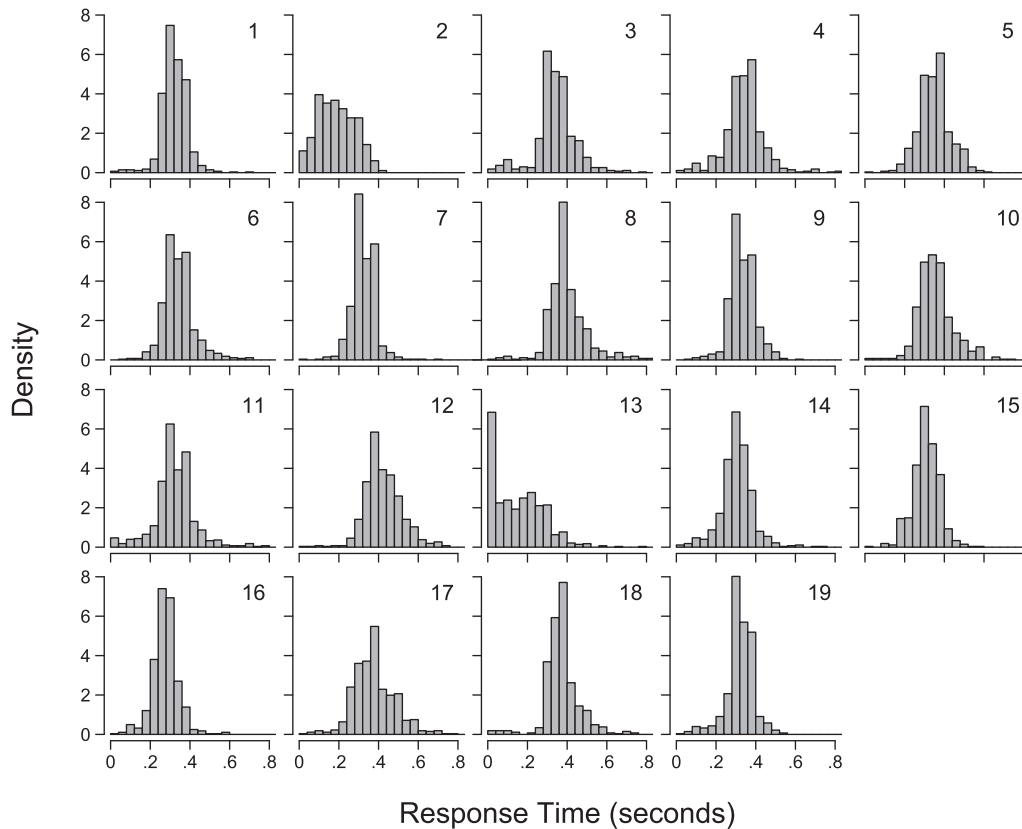 8 6 4 2 0 1 2 3 4 5
8 6 4 2 0 6 7 8 9 10
8 6 4 2 0 11 12 13 14 15
8 6 4 2 0 16 17 18 19
0 .2 .4 .6 .8 0 .2 .4 .6 .8 0 .2 .4 .6 .8 0 .2 .4 .6 .8
Density
Response Time (seconds)